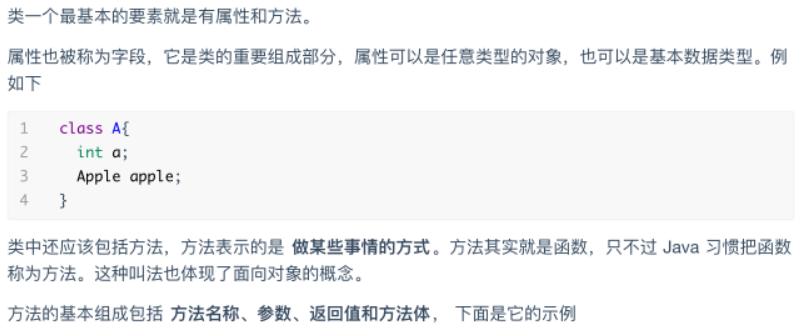 类一个最基本的要素就是有属性和方法。
属性也被称为字段，它是类的重要组成部分，属性可以是任意类型的对象，也可以是基本数据类型。例
如下
1 class A{
2   int a;
3   Apple apple;
4 }
类中还应该包括方法，方法表示的是 做某些事情的方式。方法其实就是函数，只不过 Java 习惯把函数
称为方法。这种叫法也体现了面向对象的概念。
方法的基本组成包括 方法名称、参数、返回值和方法体， 下面是它的示例